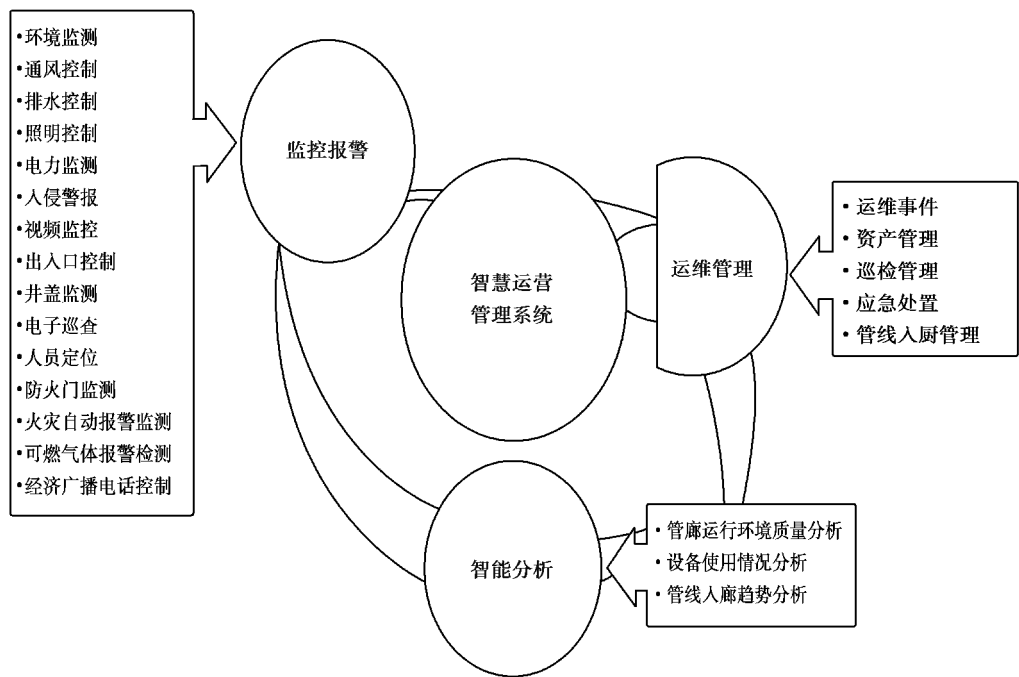 •环境监测
•通风控制
•排水控制
•照明控制
•电力监测
•入侵警报
•视频监控
•出入口控制
•井盖监测
•电子巡查
•人员定位
•防火门监测
•火灾自动报警监测
•可燃气体报警检测
•经济广播电话控制
监控报警
智慧运营
管理系统
运维管理
• 运维事件
• 资产管理
• 巡检管理
• 应急处置
• 管线入厨管理
智能分析
• 管廊运行环境质量分析
• 设备使用情况分析
• 管线入廊趋势分析